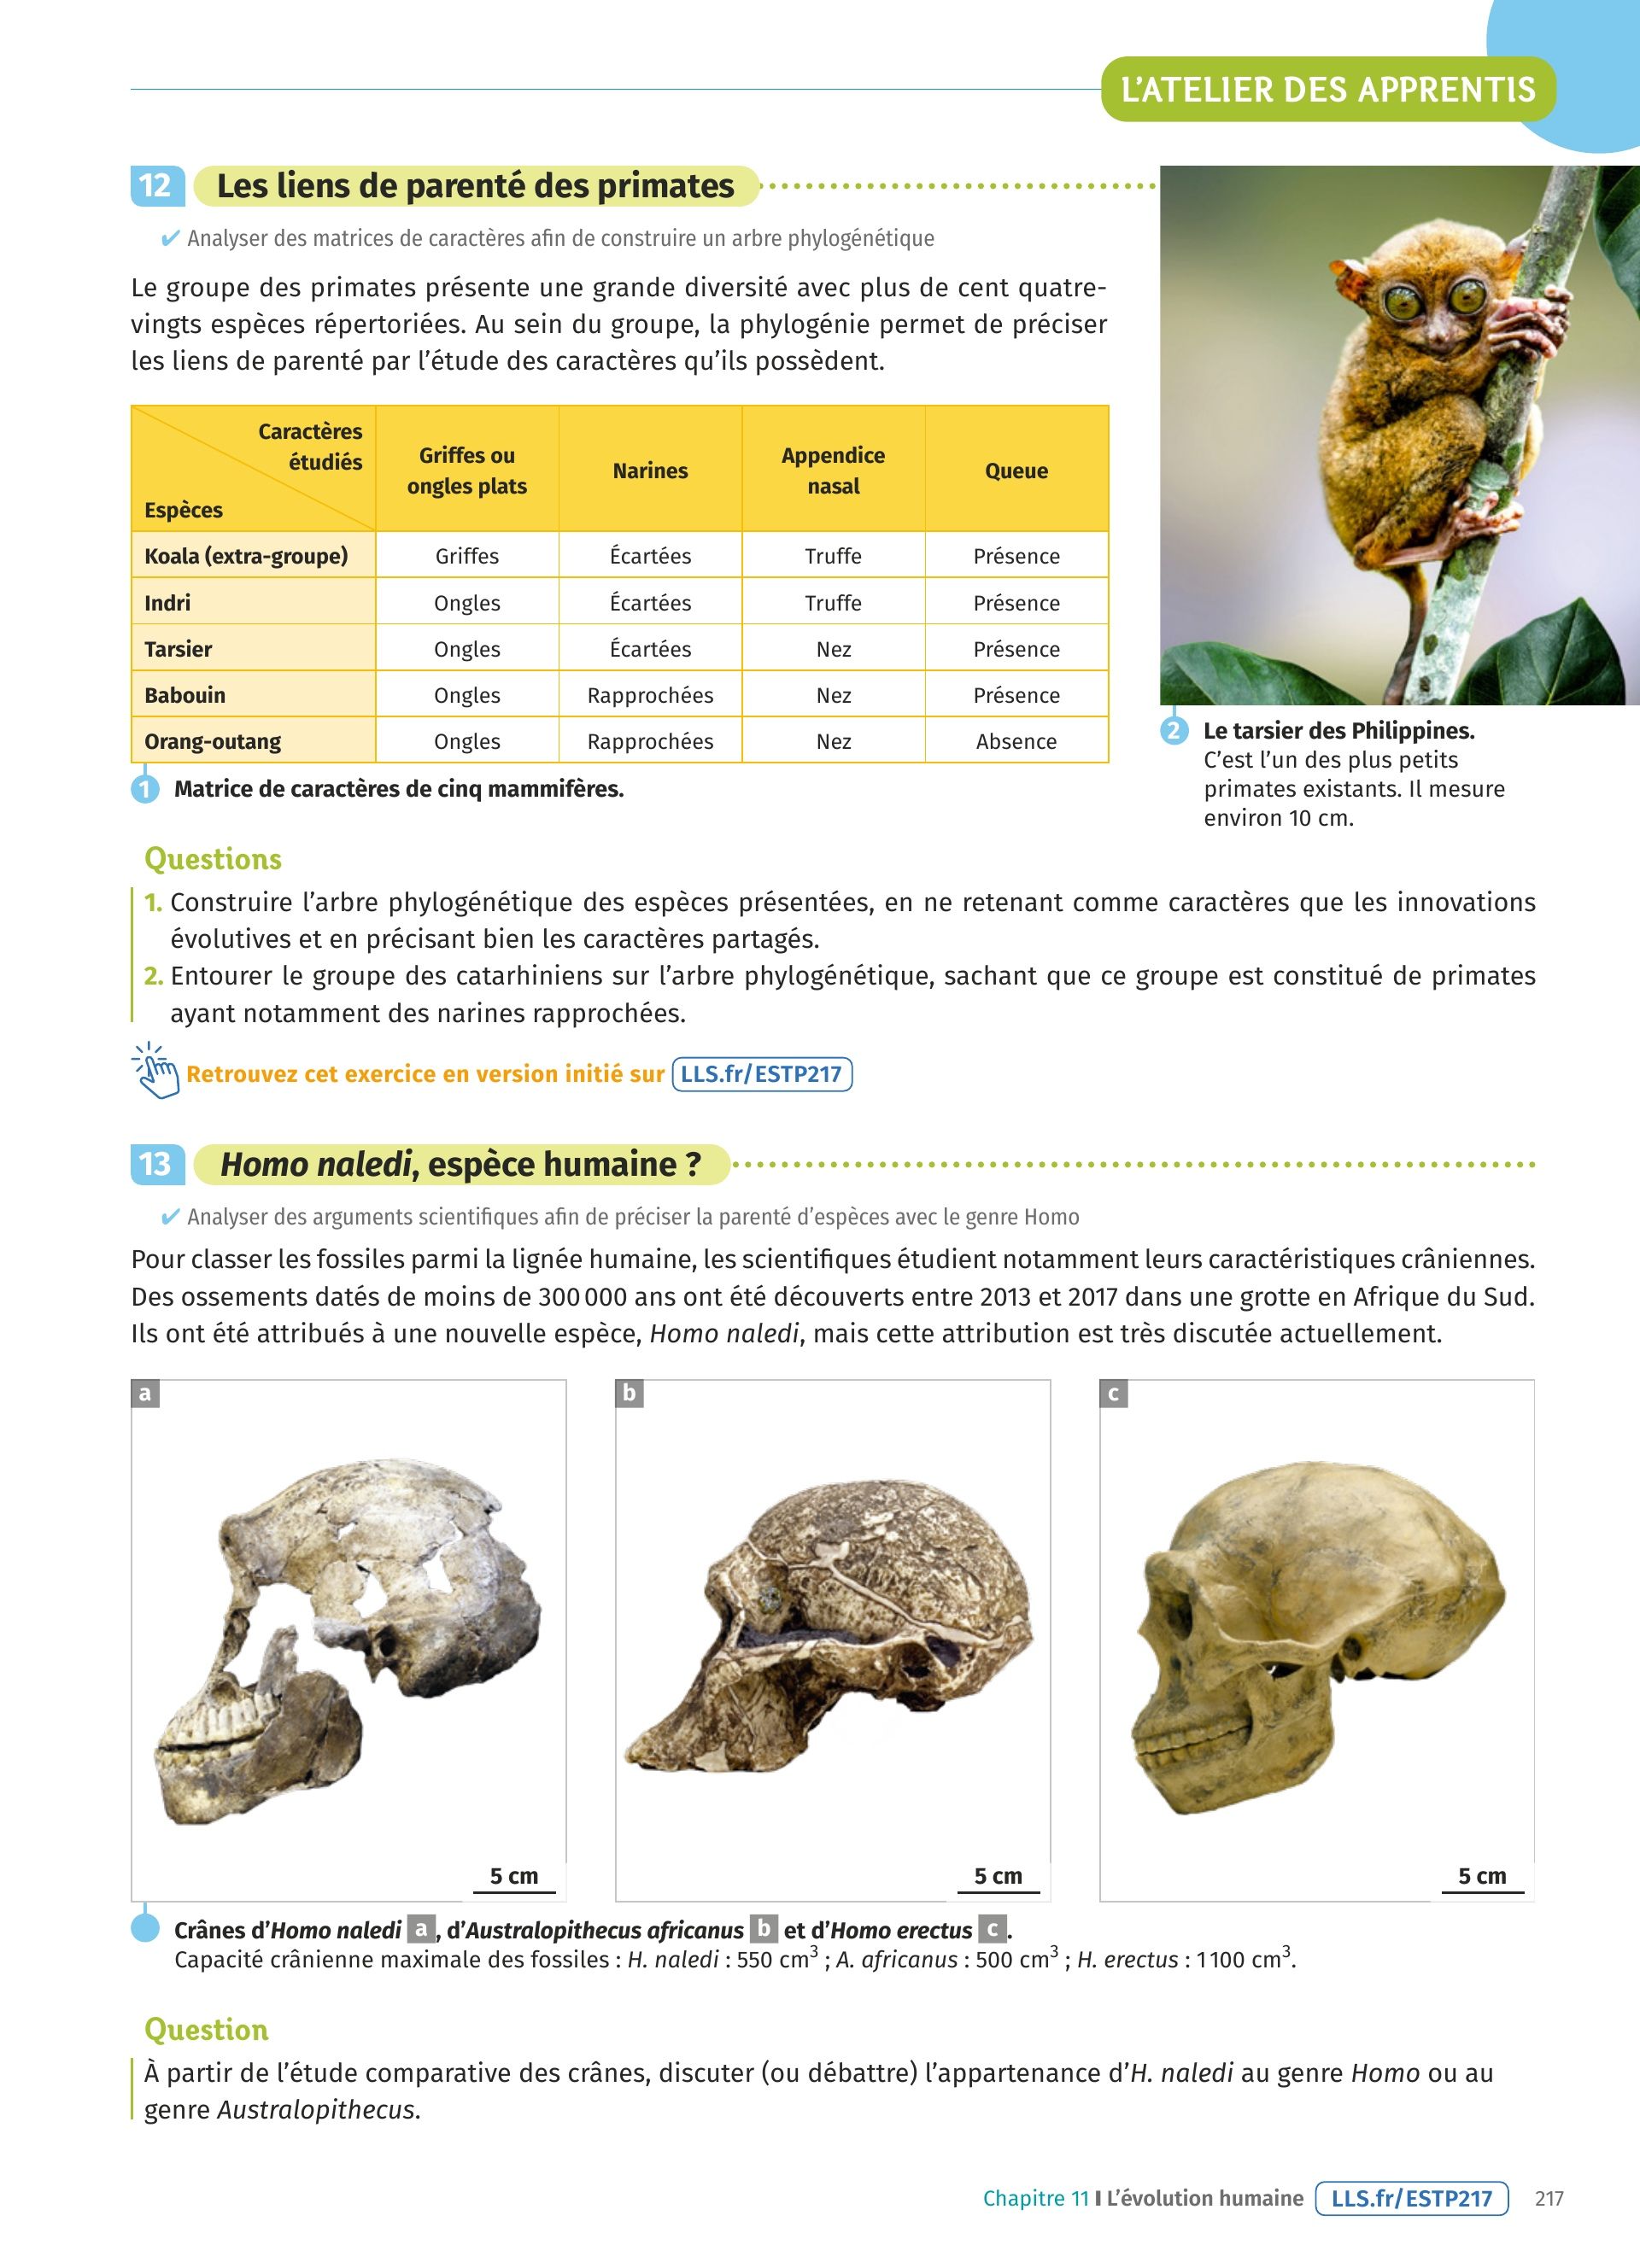 L'ATELIER DES APPRENTIS
12 Les liens de parenté des primates
✔ Analyser des matrices de caractères afin de construire un arbre phylogénétique
Le groupe des primates présente une grande diversité avec plus de cent quatre-
vingts espèces répertoriées. Au sein du groupe, la phylogénie permet de préciser
les liens de parenté par l'étude des caractères qu'ils possèdent.
Caractères
étudiés
Espèces
Griffes ou
ongles plats
Narines
Appendice
nasal
Queue
Koala (extra-groupe) Griffes Écartées Truffe Présence
Indri Ongles Écartées Truffe Présence
Tarsier Ongles Écartées Nez Présence
Babouin Ongles Rapprochées Nez Présence
Orang-outang Ongles Rapprochées Nez Absence
1 Matrice de caractères de cinq mammifères.
2 Le tarsier des Philippines.
C'est l'un des plus petits
primates existants. Il mesure
environ 10 cm.
Questions
1. Construire l'arbre phylogénétique des espèces présentées, en ne retenant comme caractères que les innovations
évolutives et en précisant bien les caractères partagés.
2. Entourer le groupe des catarhiniens sur l'arbre phylogénétique, sachant que ce groupe est constitué de primates
ayant notamment des narines rapprochées.
Retrouvez cet exercice en version initié sur LLS.fr/ESTP217
13 Homo naledi, espèce humaine ?
✔ Analyser des arguments scientifiques afin de préciser la parenté d'espèces avec le genre Homo
Pour classer les fossiles parmi la lignée humaine, les scientifiques étudient notamment leurs caractéristiques crâniennes.
Des ossements datés de moins de 300 000 ans ont été découverts entre 2013 et 2017 dans une grotte en Afrique du Sud.
Ils ont été attribués à une nouvelle espèce, Homo naledi, mais cette attribution est très discutée actuellement.
a
b
c
5 cm
5 cm
5 cm
Crânes d'Homo naledi a, d'Australopithecus africanus b et d'Homo erectus c.
Capacité crânienne maximale des fossiles : H. naledi : 550 cm³ ; A. africanus : 500 cm³ ; H. erectus : 1 100 cm³.
Question
À partir de l'étude comparative des crânes, discuter (ou débattre) l'appartenance d'H. naledi au genre Homo ou au
genre Australopithecus.
Chapitre 11 I L'évolution humaine LLS.fr/ESTP217 217